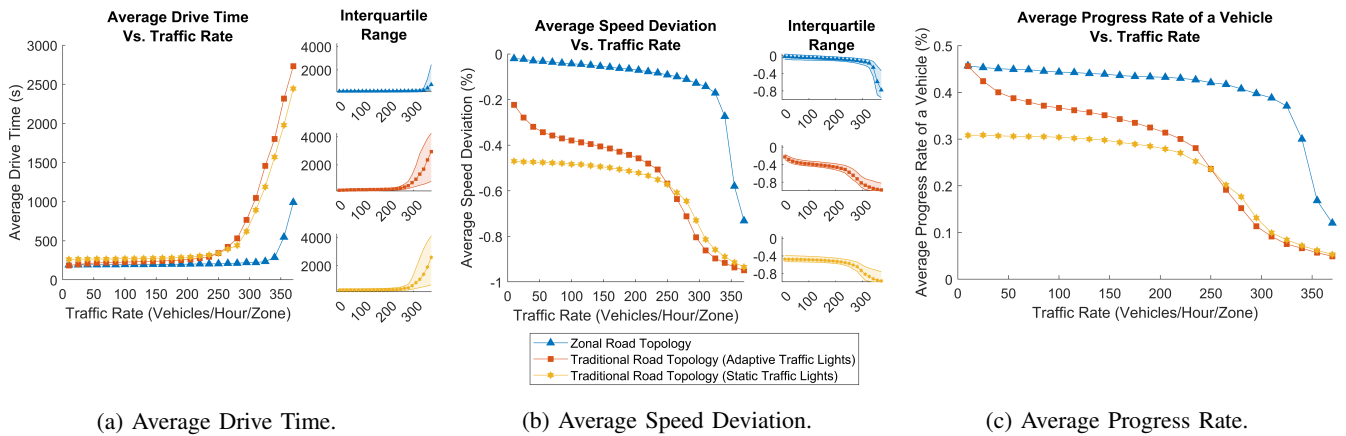 Average Drive Time
Vs. Traffic Rate
3000
2500
2000
1500
1000
500
0
0 50 100 150 200 250 300 350
Average Drive Time (s)
Traffic Rate (Vehicles/Hour/Zone)
Interquartile
Range
4000
2000
0 100 200 300
4000
2000
0 100 200 300
4000
2000
0 100 200 300
Average Speed Deviation
Vs. Traffic Rate
0
-0.2
-0.4
-0.6
-0.8
-1
0 50 100 150 200 250 300 350
Average Speed Deviation (%)
Traffic Rate (Vehicles/Hour/Zone)
Interquartile
Range
0
-0.4
-0.8
0 100 200 300
0
-0.4
-0.8
0 100 200 300
0
-0.4
-0.8
0 100 200 300
Average Progress Rate of a Vehicle
Vs. Traffic Rate
0.5
0.4
0.3
0.2
0.1
0
0 50 100 150 200 250 300 350
Average Progress Rate of a Vehicle (%)
Traffic Rate (Vehicles/Hour/Zone)
Zonal Road Topology
Traditional Road Topology (Adaptive Traffic Lights)
Traditional Road Topology (Static Traffic Lights)
(a) Average Drive Time.
(b) Average Speed Deviation.
(c) Average Progress Rate.